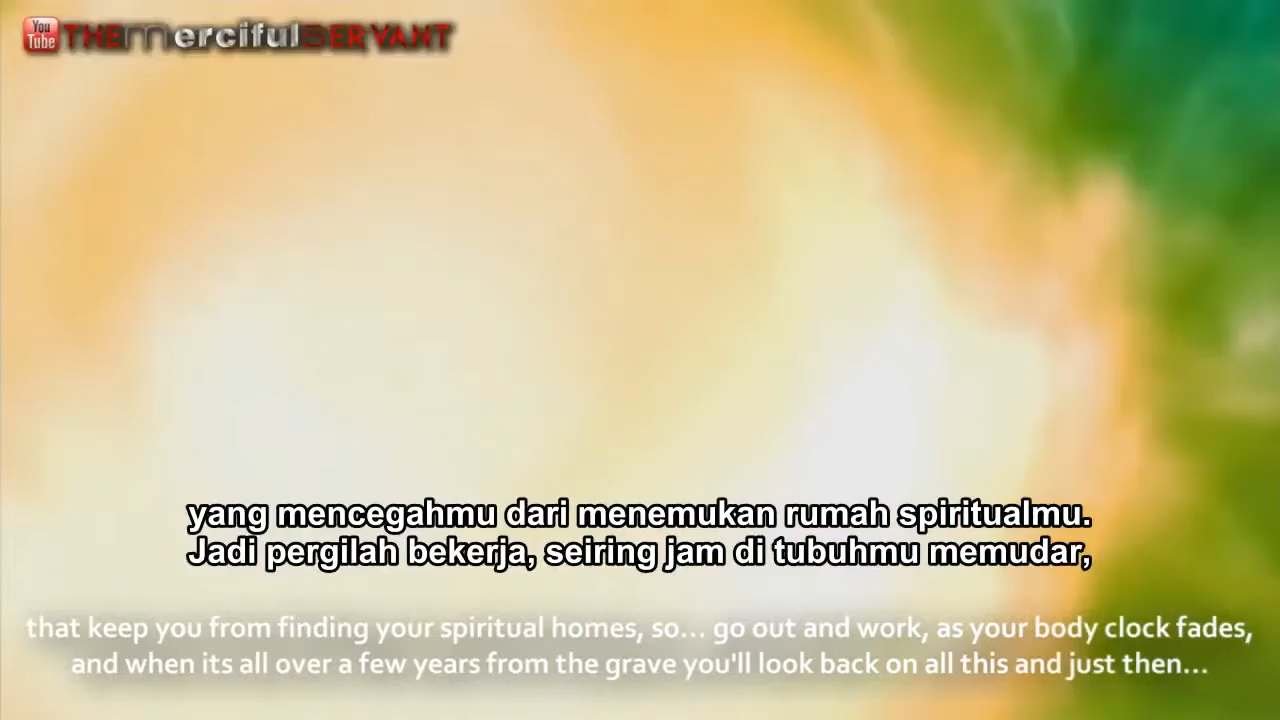 You Tube THEmercifulSERVANT
yang mencegahmu dari menemukan rumah spiritualmu.
Jadi pergilah bekerja, seiring jam di tubuhmu memudar,
that keep you from finding your spiritual homes, so... go out and work, as your body clock fades,
and when its all over a few years from the grave you'll look back on all this and just then...